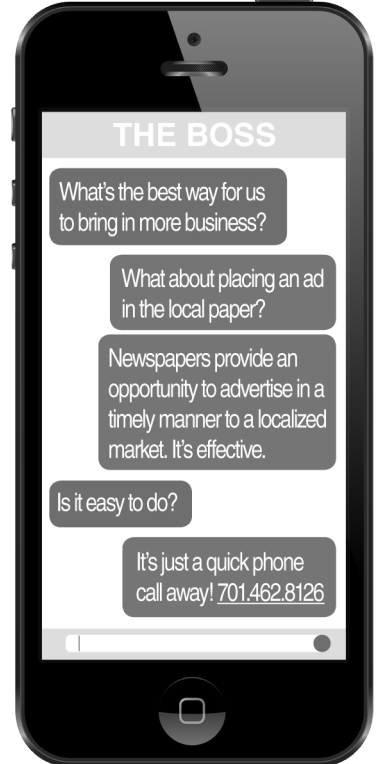 THE BOSS
What's the best way for us
to bring in more business?
What about placing an ad
in the local paper?
Newspapers provide an
opportunity to advertise in a
timely manner to a localized
market. It's effective.
Is it easy to do?
It's just a quick phone
call away! 701.462.8126